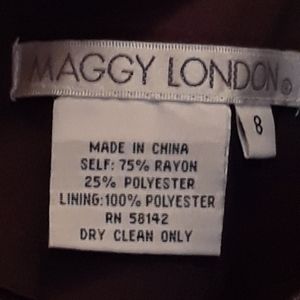 MAGGY LONDON®
8
MADE IN CHINA
SELF: 75% RAYON
25% POLYESTER
LINING:100% POLYESTER
RN 58142
DRY CLEAN ONLY